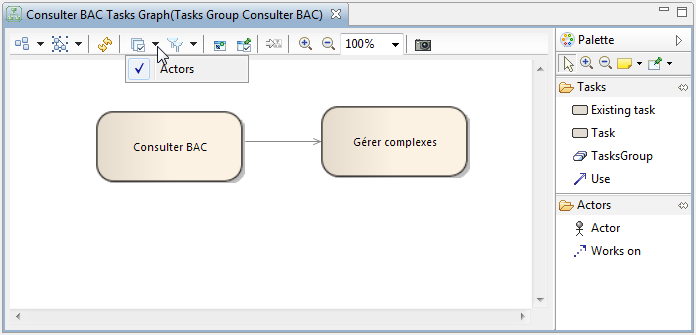 Consulter BAC Tasks Graph(Tasks Group Consulter BAC)
100%
Actors
Consulter BAC
Gérer complexes
Palette
Tasks
Existing task
Task
TasksGroup
Use
Actors
Actor
Works on